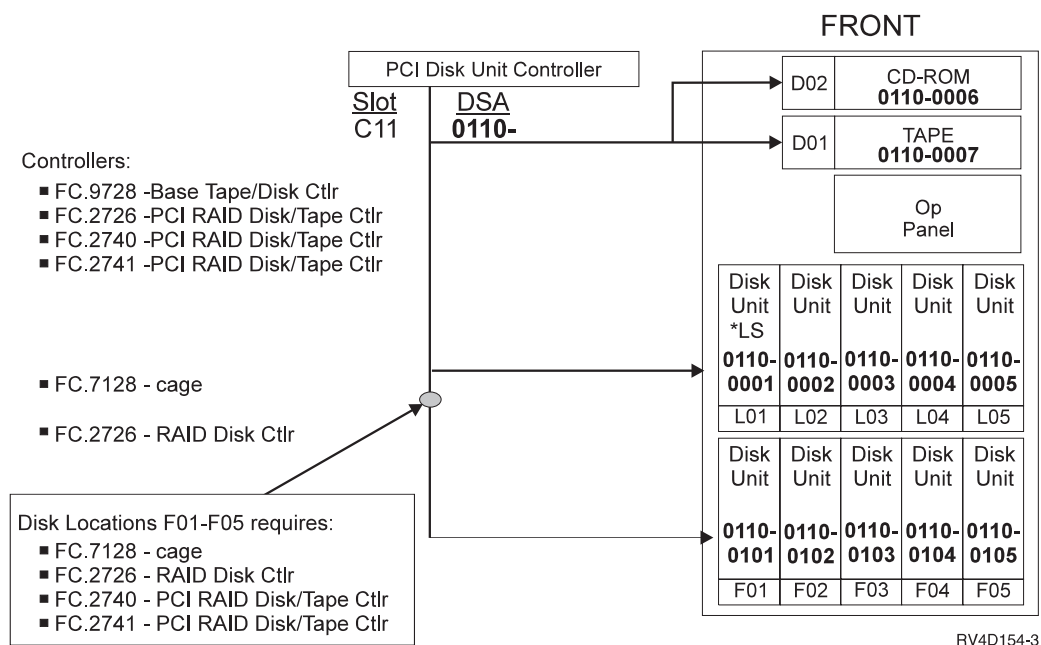 FRONT
PCI Disk Unit Controller
Slot DSA
C11 0110-
D02 CD-ROM
0110-0006
D01 TAPE
0110-0007
Op
Panel
Controllers:
▪ FC.9728 -Base Tape/Disk Ctlr
▪ FC.2726 -PCI RAID Disk/Tape Ctlr
▪ FC.2740 -PCI RAID Disk/Tape Ctlr
▪ FC.2741 -PCI RAID Disk/Tape Ctlr
Disk Disk Disk Disk Disk
Unit Unit Unit Unit Unit
*LS
0110- 0110- 0110- 0110- 0110-
0001 0002 0003 0004 0005
L01 L02 L03 L04 L05
▪ FC.7128 - cage
▪ FC.2726 - RAID Disk Ctlr
Disk Disk Disk Disk Disk
Unit Unit Unit Unit Unit
0110- 0110- 0110- 0110- 0110-
0101 0102 0103 0104 0105
F01 F02 F03 F04 F05
Disk Locations F01-F05 requires:
▪ FC.7128 - cage
▪ FC.2726 - RAID Disk Ctlr
▪ FC.2740 - PCI RAID Disk/Tape Ctlr
▪ FC.2741 - PCI RAID Disk/Tape Ctlr
RV4D154-3